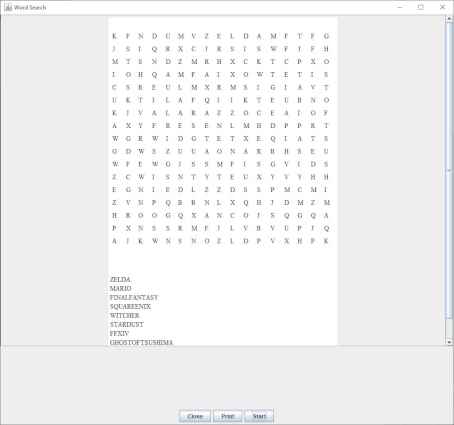 Word Search
K F N D U M V Z E L D A M F T F G
J S I Q R X C J R S I S W F J F H
M T S N D Z M R H X C K T C P X O
I O H Q A M F A I X O W T E T I S
C S B E U L M X R M S I G I A V T
U K T I L A F Q I I K T E U B N O
K J V A L A R A Z Z O C E A I O F
A X Y F R E S E N L M H D P P R T
W G R W I D G T E T X E Q I A T S
G D W S Z U U A O N A R B H S E U
W F E W G J S S M F I S G V I D S
Z C W I S N T Y T E U X Y V Y H H
E G N I E D L Z Z D S S P M C M I
Z V N P Q B B N L X Q H J D M Z M
H R O O G Q X A N C O J S Q G Q A
P X N S S R M F J L V B V U P J Q
A J K W N S N O Z L D P V X H P K
ZELDA
MARIO
FINALFANTASY
SQUAREENIX
WITCHER
STARDUST
FFXIV
GHOSTOFTSUSHIMA
Close Print Start